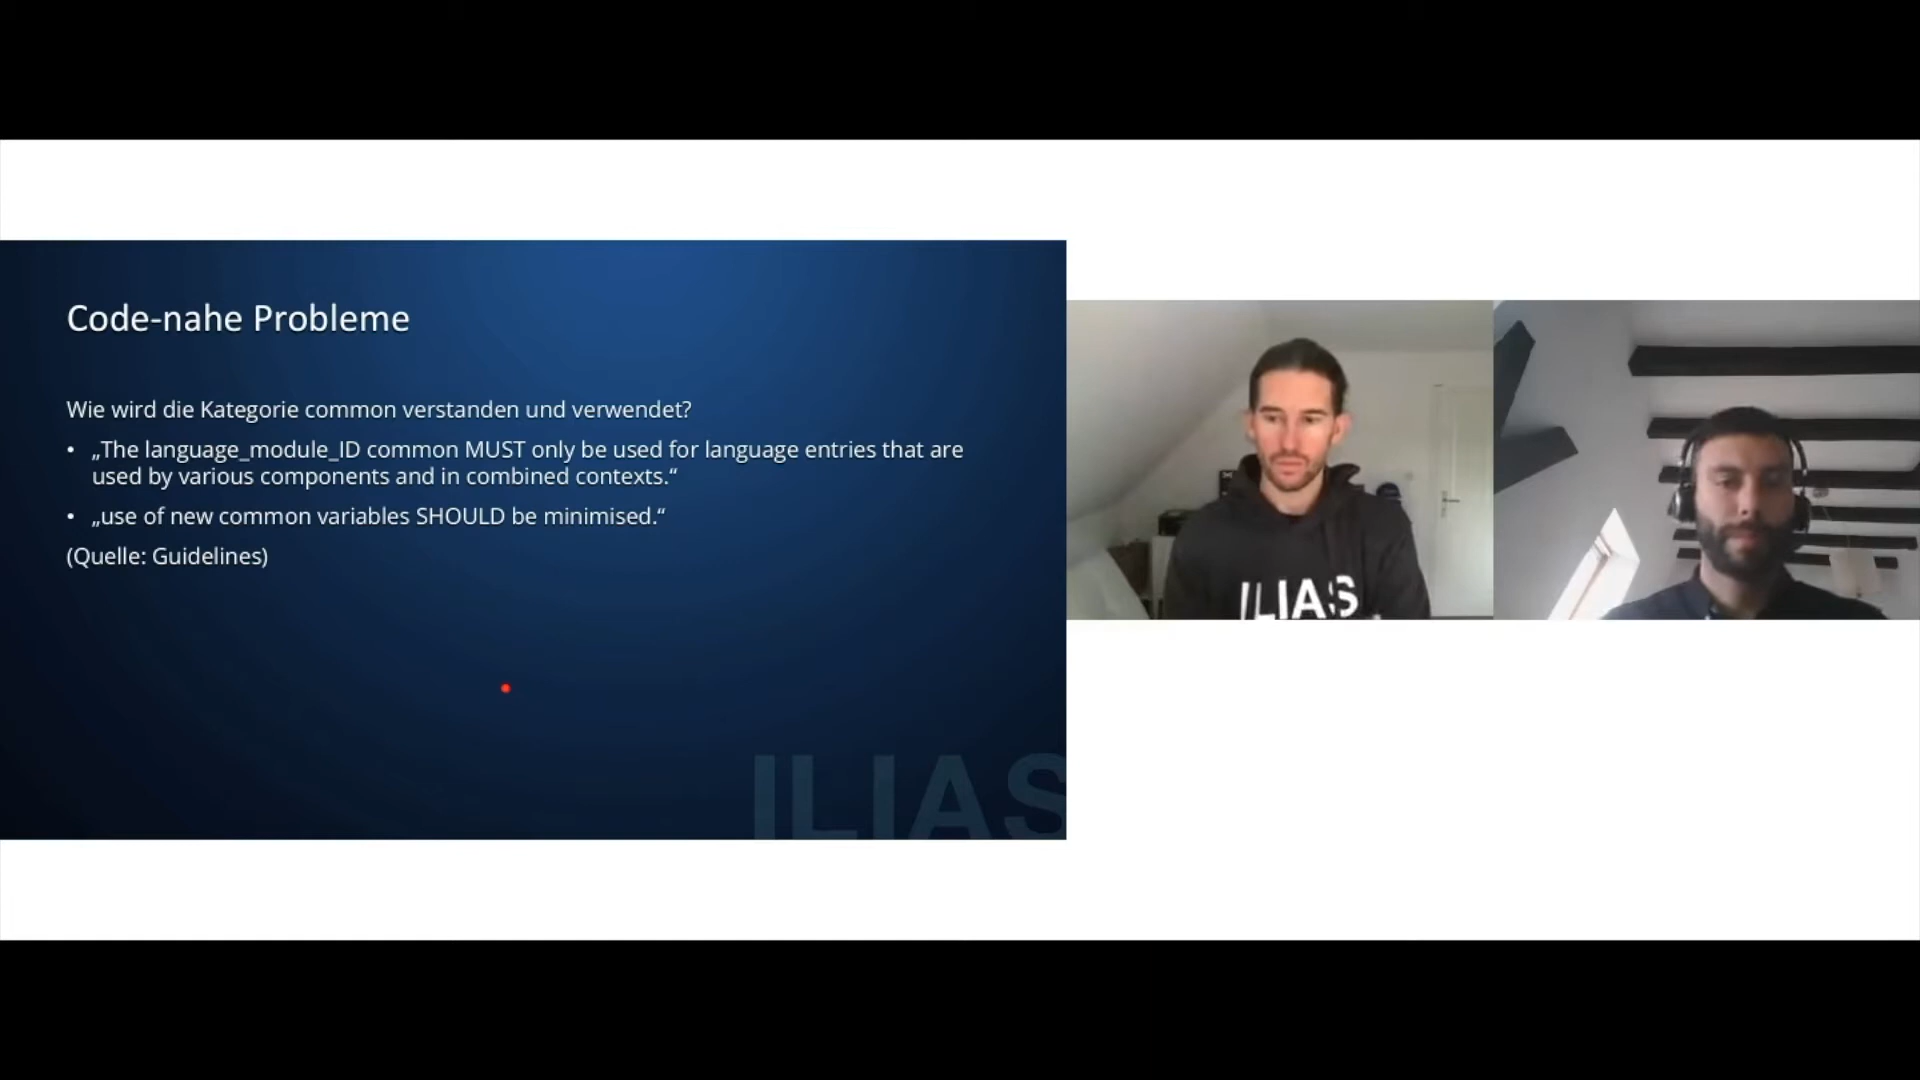 Code-nahe Probleme
Wie wird die Kategorie common verstanden und verwendet?
• „The language_module_ID common MUST only be used for language entries that are
used by various components and in combined contexts.“
• „use of new common variables SHOULD be minimised.“
(Quelle: Guidelines)
ILIAS
ILIAS